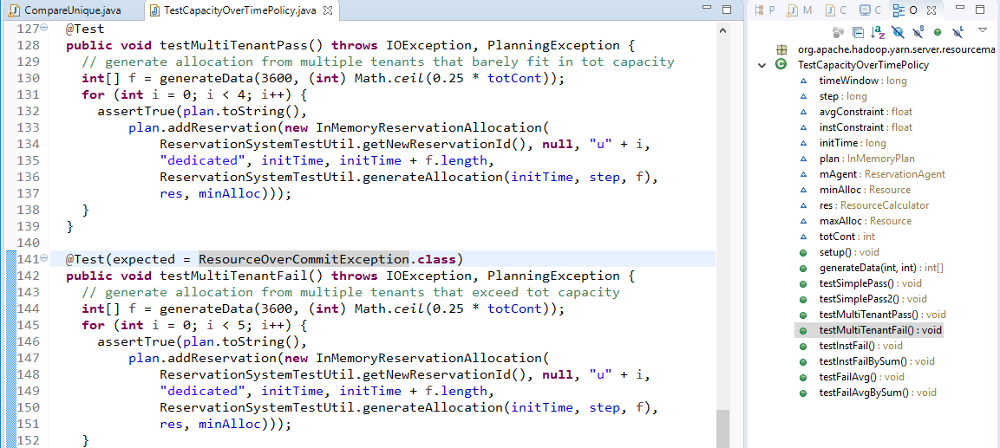 CompareUnique.java
TestCapacityOverTimePolicy.java
P M C C O
127 @Test
128 public void testMultiTenantPass() throws IOException, PlanningException {
129 // generate allocation from multiple tenants that barely fit in tot capacity
130 int[] f = generateData(3600, (int) Math.ceil(0.25 * totCont));
131 for (int i = 0; i < 4; i++) {
132 assertTrue(plan.toString(),
133 plan.addReservation(new InMemoryReservationAllocation(
134 ReservationSystemTestUtil.getNewReservationId(), null, "u" + i,
135 "dedicated", initTime, initTime + f.length,
136 ReservationSystemTestUtil.generateAllocation(initTime, step, f),
137 res, minAlloc)));
138 }
139 }
140
141 @Test(expected = ResourceOverCommitException.class)
142 public void testMultiTenantFail() throws IOException, PlanningException {
143 // generate allocation from multiple tenants that exceed tot capacity
144 int[] f = generateData(3600, (int) Math.ceil(0.25 * totCont));
145 for (int i = 0; i < 5; i++) {
146 assertTrue(plan.toString(),
147 plan.addReservation(new InMemoryReservationAllocation(
148 ReservationSystemTestUtil.getNewReservationId(), null, "u" + i,
149 "dedicated", initTime, initTime + f.length,
150 ReservationSystemTestUtil.generateAllocation(initTime, step, f),
151 res, minAlloc)));
152 }
org.apache.hadoop.yarn.server.resourcema
TestCapacityOverTimePolicy
timeWindow : long
step : long
avgConstraint : float
instConstraint : float
initTime : long
plan : InMemoryPlan
mAgent : ReservationAgent
minAlloc : Resource
res : ResourceCalculator
maxAlloc : Resource
totCont : int
setup() : void
generateData(int, int) : int[]
testSimplePass() : void
testSimplePass2() : void
testMultiTenantPass() : void
testMultiTenantFail() : void
testInstFail() : void
testInstFailBySum() : void
testFailAvg() : void
testFailAvgBySum() : void